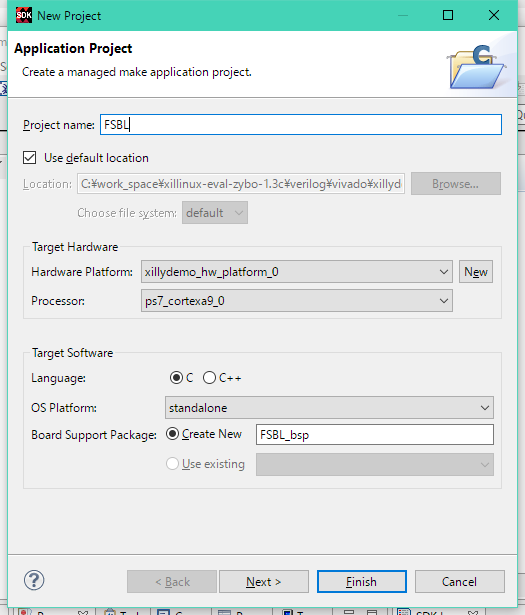 SDK New Project
Application Project
Create a managed make application project.
C
Project name: FSBL
Use default location
Location: C:¥work_space¥xillinux-eval-zybo-1.3c¥verilog¥vivado¥xillyd
Browse...
Choose file system: default
Target Hardware
Hardware Platform: xillydemo_hw_platform_0 New
Processor: ps7_cortexa9_0
Target Software
Language: C C++
OS Platform: standalone
Board Support Package: Create New FSBL_bsp
Use existing
? < Back Next > Finish Cancel